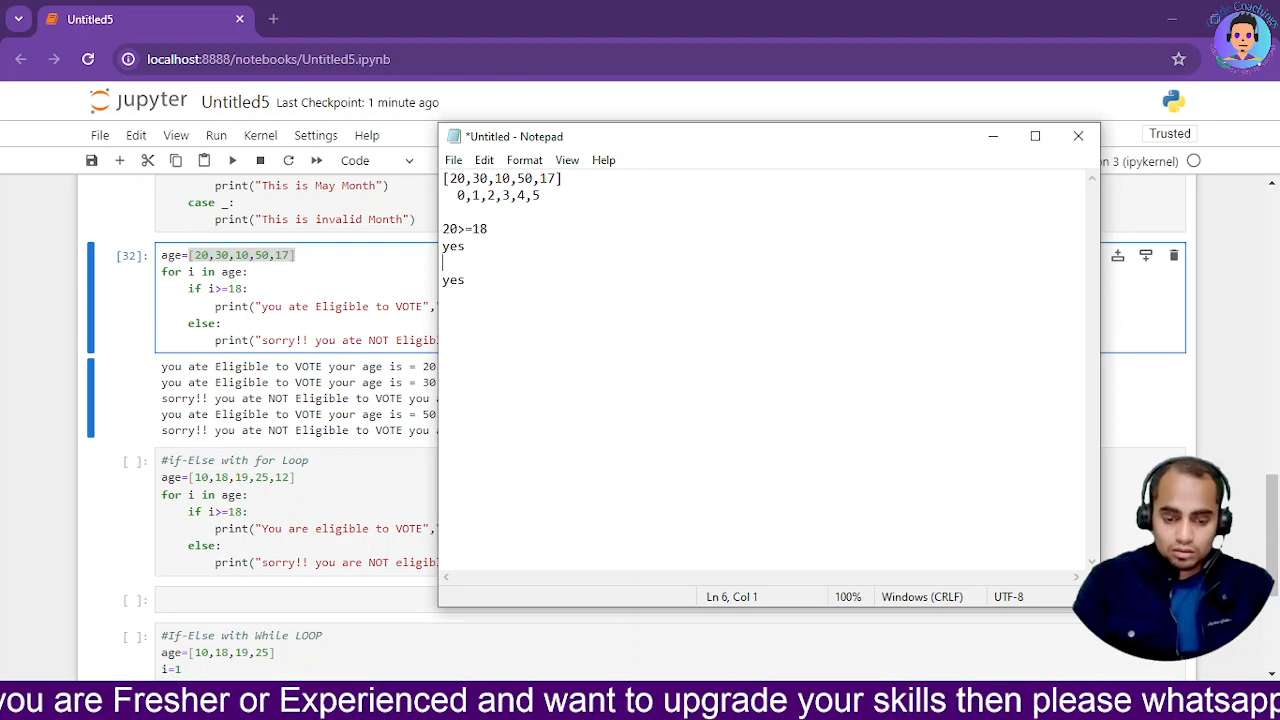 Untitled5
localhost:8888/notebooks/Untitled5.ipynb
Coachings
jupyter Untitled5 Last Checkpoint: 1 minute ago
File Edit View Run Kernel Settings Help
Trusted
Code
n 3 (ipykernel)
print("This is May Month")
case _:
print("This is invalid Month")
[32]:
age=[20,30,10,50,17]
for i in age:
if i>=18:
print("you ate Eligible to VOTE","
else:
print("sorry!! you ate NOT Eligib
you ate Eligible to VOTE your age is = 20
you ate Eligible to VOTE your age is = 30
sorry!! you ate NOT Eligible to VOTE you a
you ate Eligible to VOTE your age is = 50
sorry!! you ate NOT Eligible to VOTE you a
[ ]:
#if-Else with for Loop
age=[10,18,19,25,12]
for i in age:
if i>=18:
print("You are eligible to VOTE","
else:
print("sorry!! you are NOT eligib
[ ]:
[ ]:
#If-Else with While LOOP
age=[10,18,19,25]
i=1
*Untitled - Notepad
File Edit Format View Help
[20,30,10,50,17]
0,1,2,3,4,5
20>=18
yes
yes
Ln 6, Col 1 100% Windows (CRLF) UTF-8
you are Fresher or Experienced and want to upgrade your skills then please whatsapp